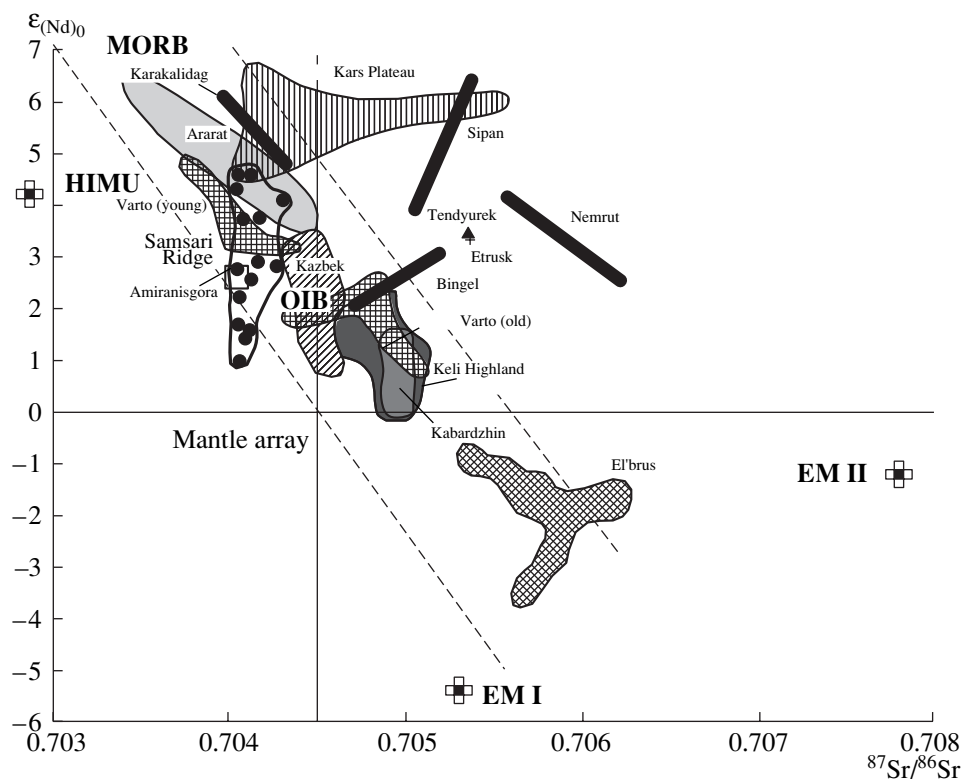 ε(Nd)0
7
MORB
Karakalidag
Kars Plateau
6
Ararat
Sipan
5
HIMU
4
Varto (young)
Tendyurek
Nemrut
Samsari
Ridge
3
Kazbek
Etrusk
Amiranisgora
OIB
Bingel
2
Varto (old)
1
Keli Highland
0
Mantle array
Kabardzhin
–1
El'brus
EM II
–2
–3
–4
–5
EM I
–6
0.703
0.704
0.705
0.706
0.707
0.708
87Sr/86Sr